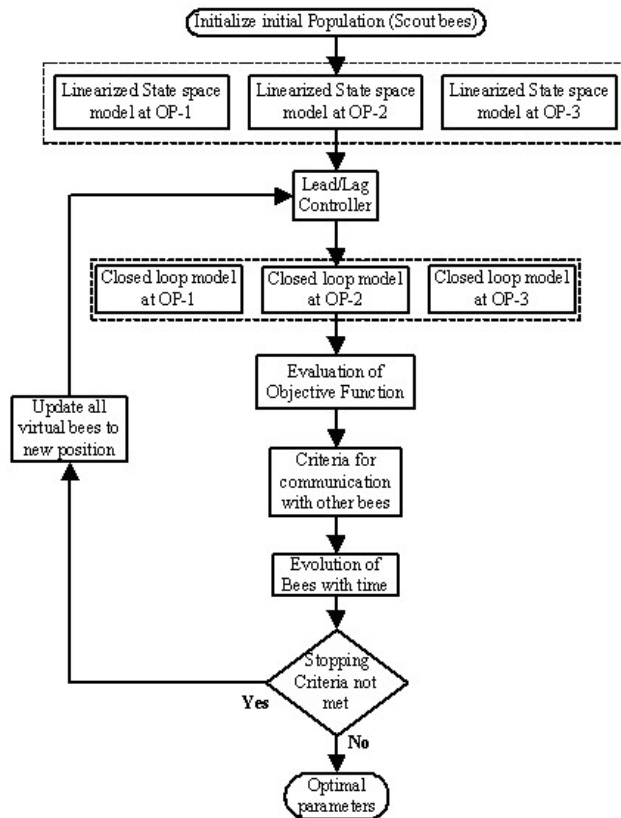 Initialize initial Population (Scout bees)
Linearized State space
model at OP-1
Linearized State space
model at OP-2
Linearized State space
model at OP-3
Lead/Lag
Controller
Closed loop model
at OP-1
Closed loop model
at OP-2
Closed loop model
at OP-3
Evaluation of
Objective Function
Update all
virtual bees to
new position
Criteria for
communication
with other bees
Evolution of
Bees with time
Stopping
Criteria not
met
Yes
No
Optimal
parameters